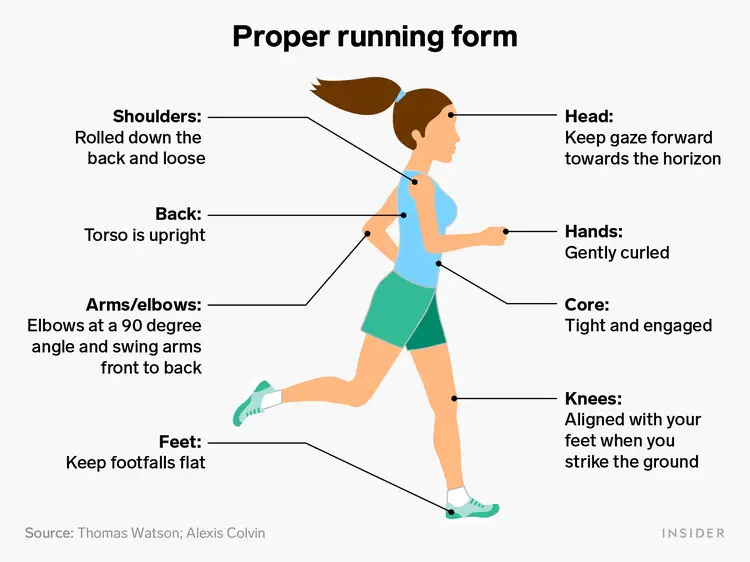 Proper running form
Shoulders:
Rolled down the
back and loose
Back:
Torso is upright
Arms/elbows:
Elbows at a 90 degree
angle and swing arms
front to back
Feet:
Keep footfalls flat
Head:
Keep gaze forward
towards the horizon
Hands:
Gently curled
Core:
Tight and engaged
Knees:
Aligned with your
feet when you
strike the ground
Source: Thomas Watson; Alexis Colvin
INSIDER